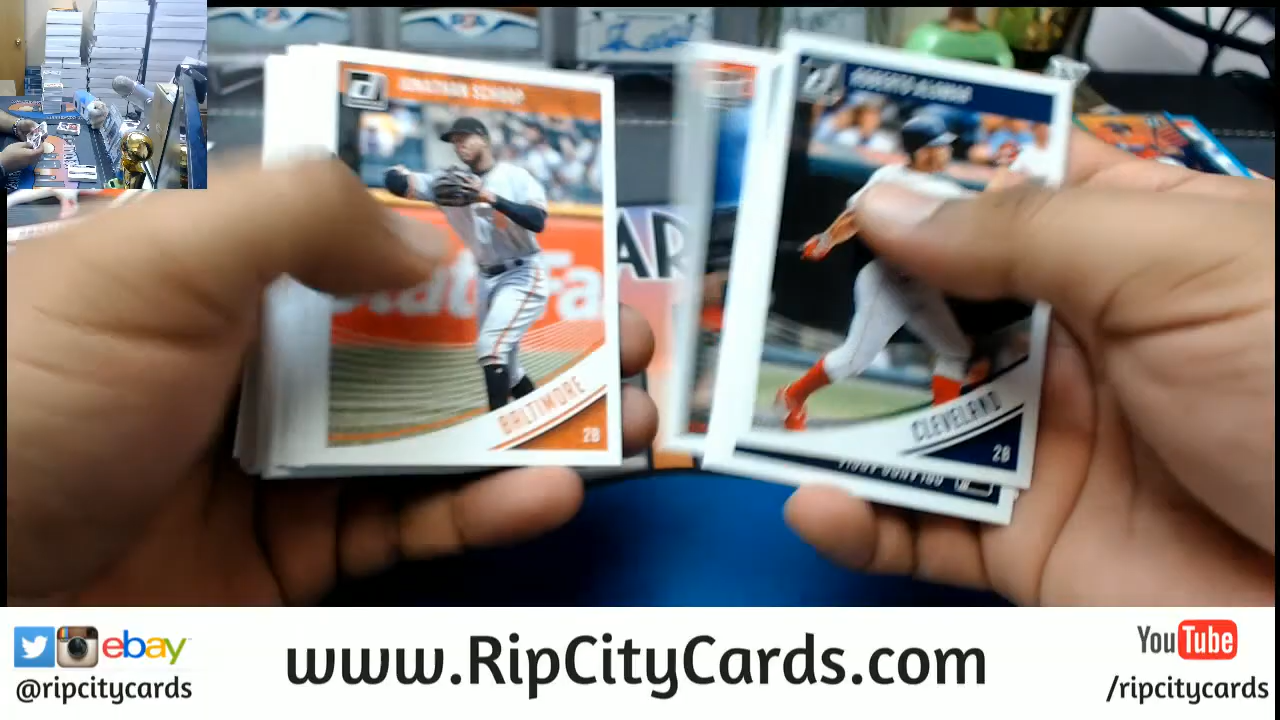 JONATHAN SCHOOP
BALTIMORE
2B
ROBERTO ALOMAR
CLEVELAND
2B
ebay
@ripcitycards
www.RipCityCards.com
YouTube
/ripcitycards